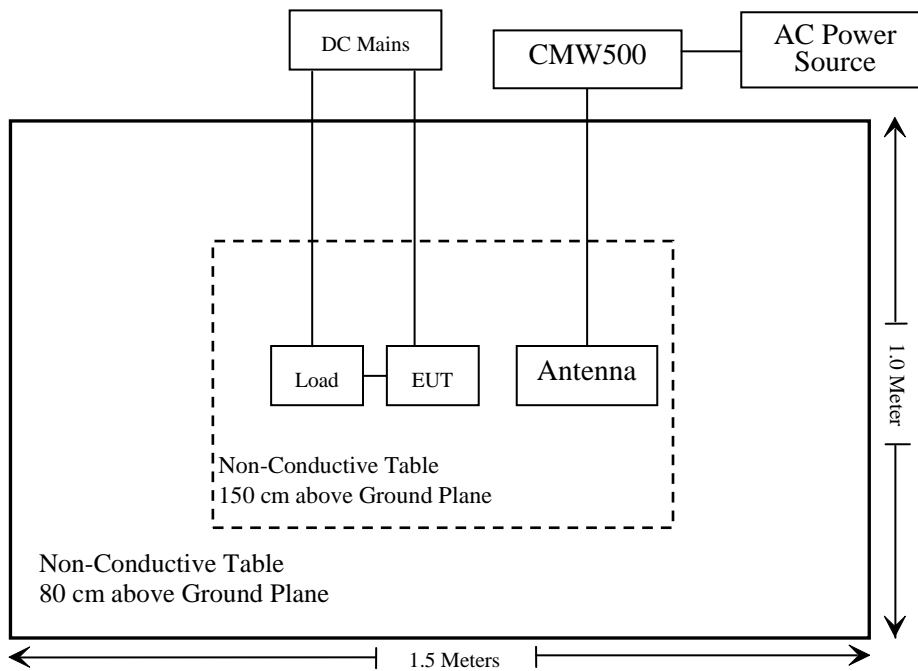 DC Mains
CMW500
AC Power
Source
Load
EUT
Antenna
1.0 Meter
Non-Conductive Table
150 cm above Ground Plane
Non-Conductive Table
80 cm above Ground Plane
1.5 Meters